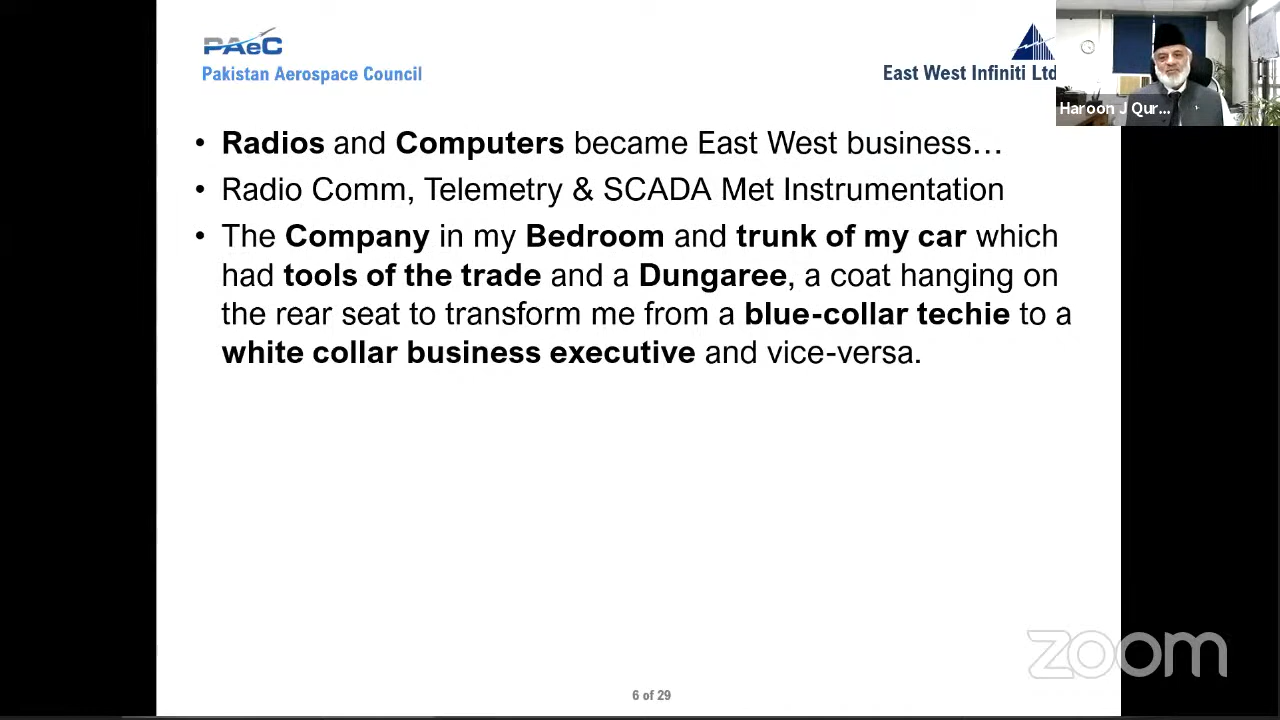 PAeC
Pakistan Aerospace Council
East West Infiniti Ltd
Haroon J Qur...
• Radios and Computers became East West business…
• Radio Comm, Telemetry & SCADA Met Instrumentation
• The Company in my Bedroom and trunk of my car which
had tools of the trade and a Dungaree, a coat hanging on
the rear seat to transform me from a blue-collar techie to a
white collar business executive and vice-versa.
zoom
6 of 29